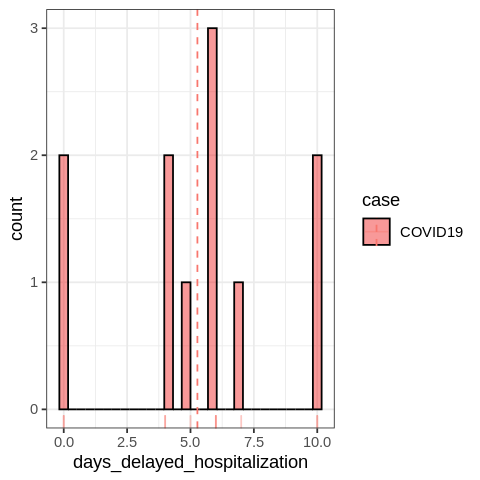 3
2
1
0
count
0.0 2.5 5.0 7.5 10.0
days_delayed_hospitalization
case
COVID19